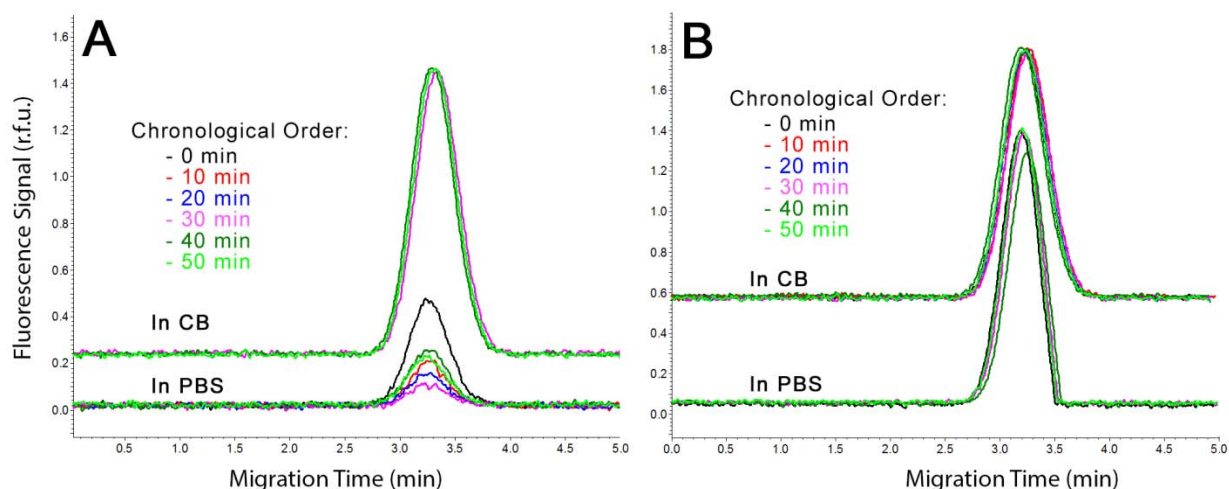 A
Fluorescence Signal (r.f.u.)
1.6
1.4
1.2
1.0
0.8
0.6
0.4
0.2
0.0
Chronological Order:
- 0 min
- 10 min
- 20 min
- 30 min
- 40 min
- 50 min
In CB
In PBS
0.5 1.0 1.5 2.0 2.5 3.0 3.5 4.0 4.5 5.0
Migration Time (min)
B
1.8
1.6
1.4
1.2
1.0
0.8
0.6
0.4
0.2
0.0
Chronological Order:
- 0 min
- 10 min
- 20 min
- 30 min
- 40 min
- 50 min
In CB
In PBS
0.0 0.5 1.0 1.5 2.0 2.5 3.0 3.5 4.0 4.5 5.0
Migration Time (min)